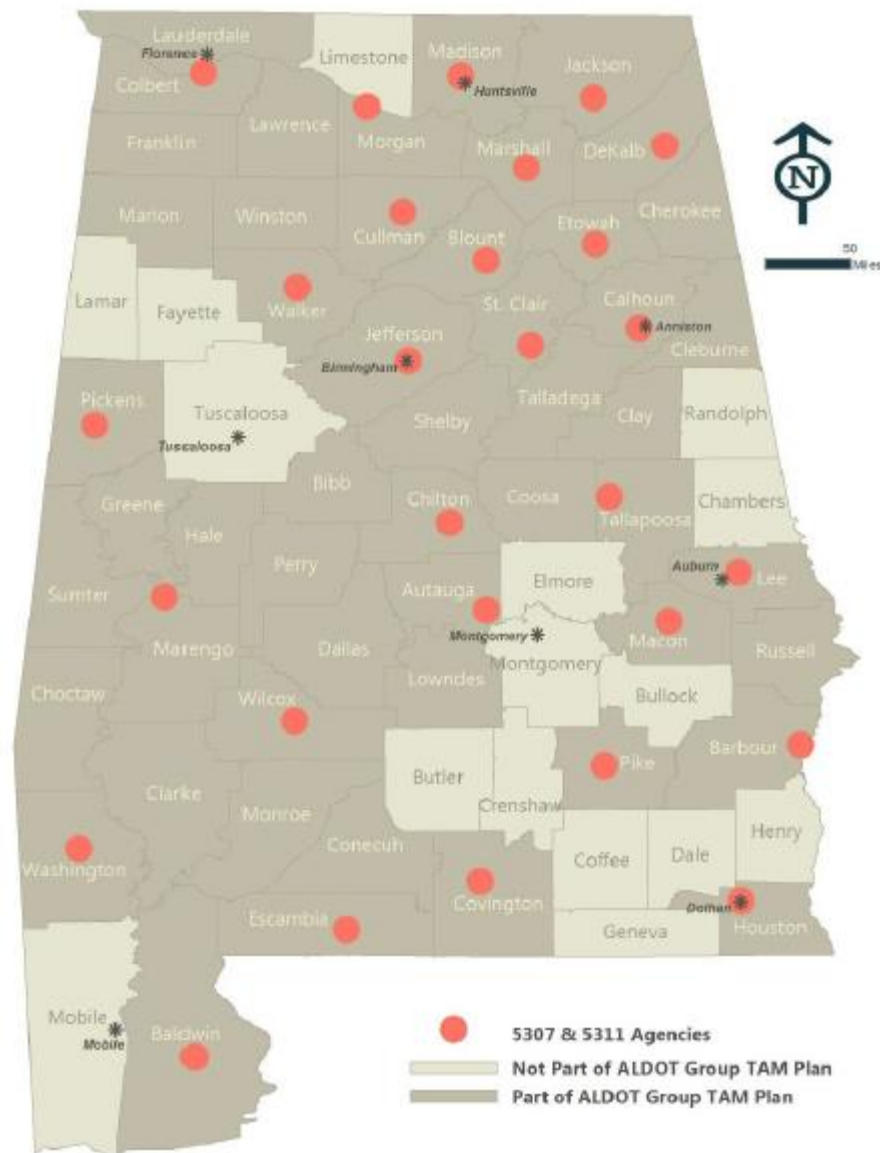 Lauderdale
Florence
Colbert
Limestone
Madison
Huntsville
Jackson
Lawrence
Franklin
Morgan
Marshall
DeKalb
N
Marion
Winston
Cullman
Blount
Etowah
Cherokee
50
Miles
Lamar
Fayette
Walker
Jefferson
Birmingham
St. Clair
Calhoun
Anniston
Cleburne
Pickens
Tuscaloosa
Tuscaloosa
Shelby
Talladega
Clay
Randolph
Bibb
Greene
Hale
Chilton
Coosa
Tallapoosa
Chambers
Perry
Sumter
Autauga
Elmore
Auburn
Lee
Marengo
Dallas
Montgomery
Montgomery
Macon
Russell
Choctaw
Lowndes
Wilcox
Bullock
Barbour
Butler
Crenshaw
Pike
Clarke
Monroe
Conecuh
Washington
Coffee
Dale
Henry
Covington
Escambia
Dothan
Houston
Geneva
Mobile
Mobile
Baldwin
5307 & 5311 Agencies
Not Part of ALDOT Group TAM Plan
Part of ALDOT Group TAM Plan